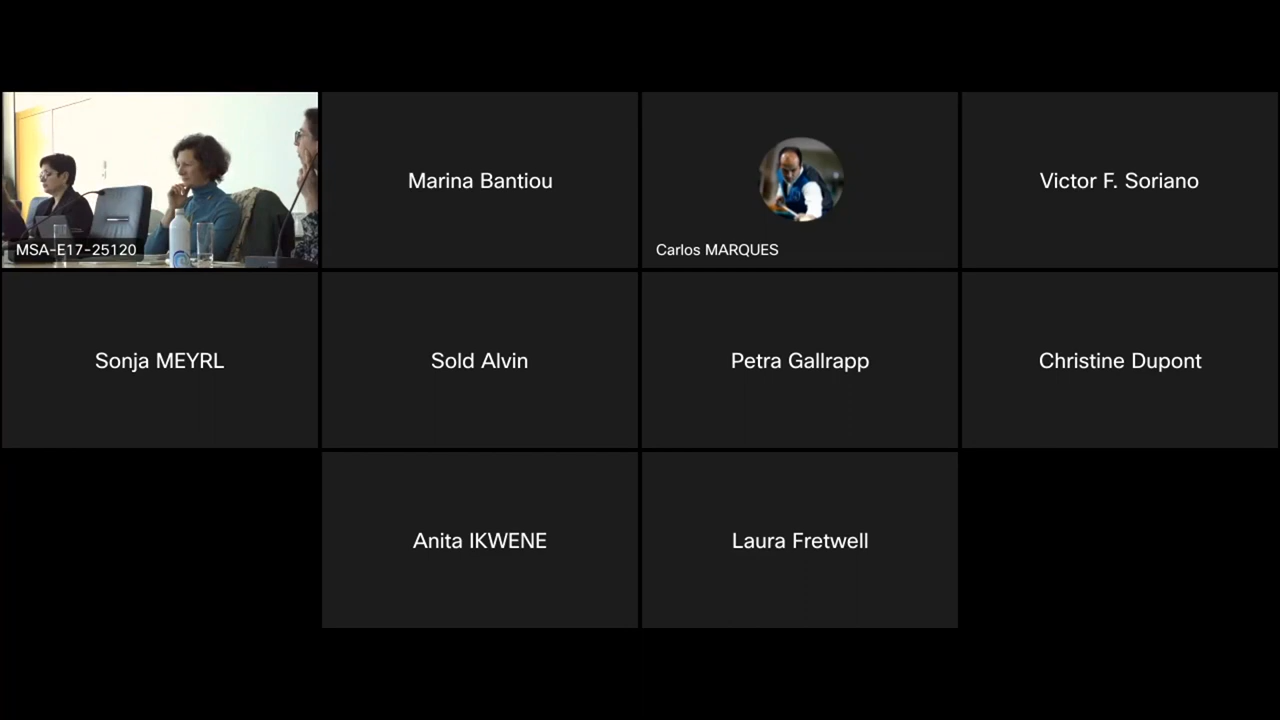 MSA-E17-25120
Marina Bantiou
Carlos MARQUES
Victor F. Soriano
Sonja MEYRL
Sold Alvin
Petra Gallrapp
Christine Dupont
Anita IKWENE
Laura Fretwell